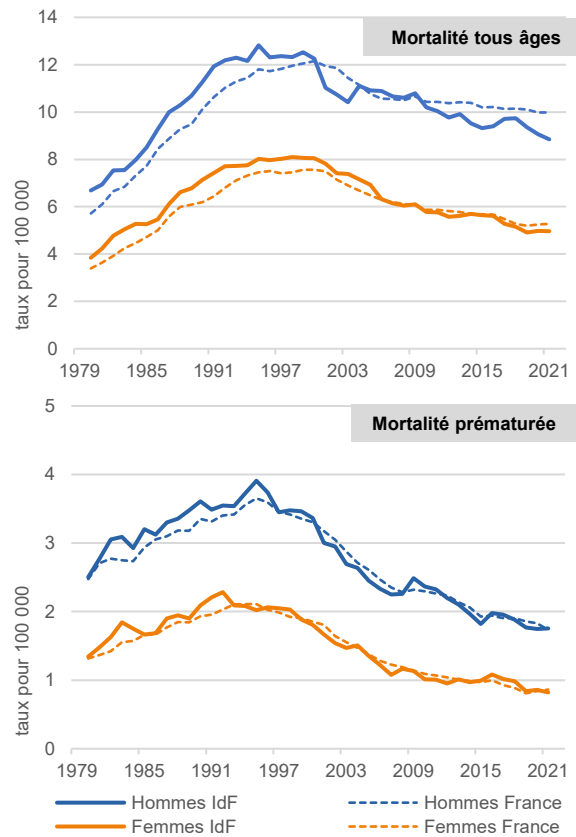 Mortalité tous âges
taux pour 100 000
14
12
10
8
6
4
2
0
1979 1985 1991 1997 2003 2009 2015 2021
Mortalité prématurée
taux pour 100 000
5
4
3
2
1
0
1979 1985 1991 1997 2003 2009 2015 2021
Hommes IdF Hommes France
Femmes IdF Femmes France